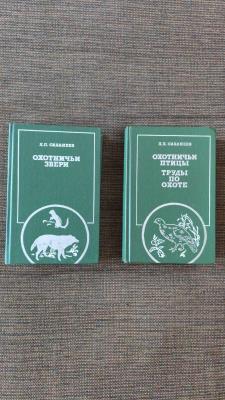 Л.П. САБАНЕЕВ
ОХОТНИЧЬИ
ЗВЕРИ
Л.П. САБАНЕЕВ
ОХОТНИЧЬИ
ПТИЦЫ
ТРУДЫ
ПО
ОХОТЕ